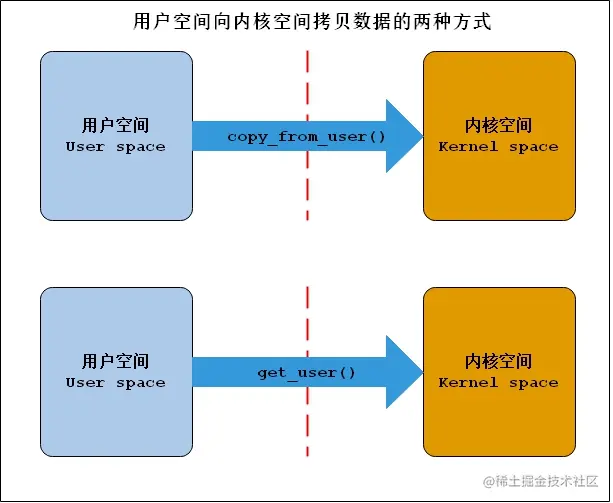 用户空间向内核空间拷贝数据的两种方式
用户空间
User space
copy_from_user()
内核空间
Kernel space
用户空间
User space
get_user()
内核空间
Kernel space
@稀土掘金技术社区